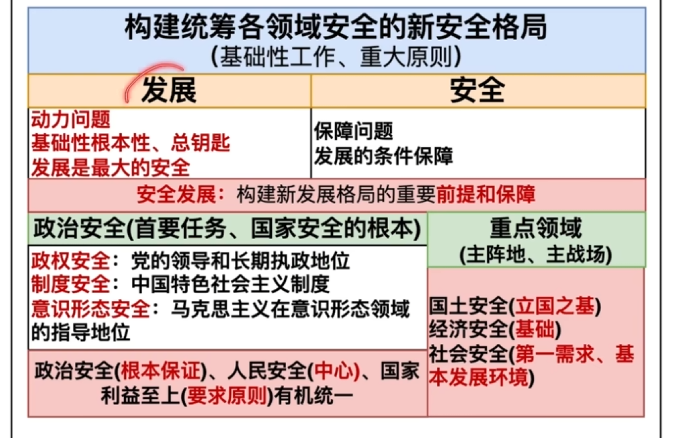 构建统筹各领域安全的新安全格局
(基础性工作、重大原则)
发展
安全
动力问题
基础性根本性、总钥匙
发展是最大的安全
保障问题
发展的条件保障
安全发展：构建新发展格局的重要前提和保障
政治安全(首要任务、国家安全的根本)
政权安全：党的领导和长期执政地位
制度安全：中国特色社会主义制度
意识形态安全：马克思主义在意识形态领域
的指导地位
政治安全(根本保证)、人民安全(中心)、国家
利益至上(要求原则)有机统一
重点领域
(主阵地、主战场)
国土安全(立国之基)
经济安全(基础)
社会安全(第一需求、基
本发展环境)